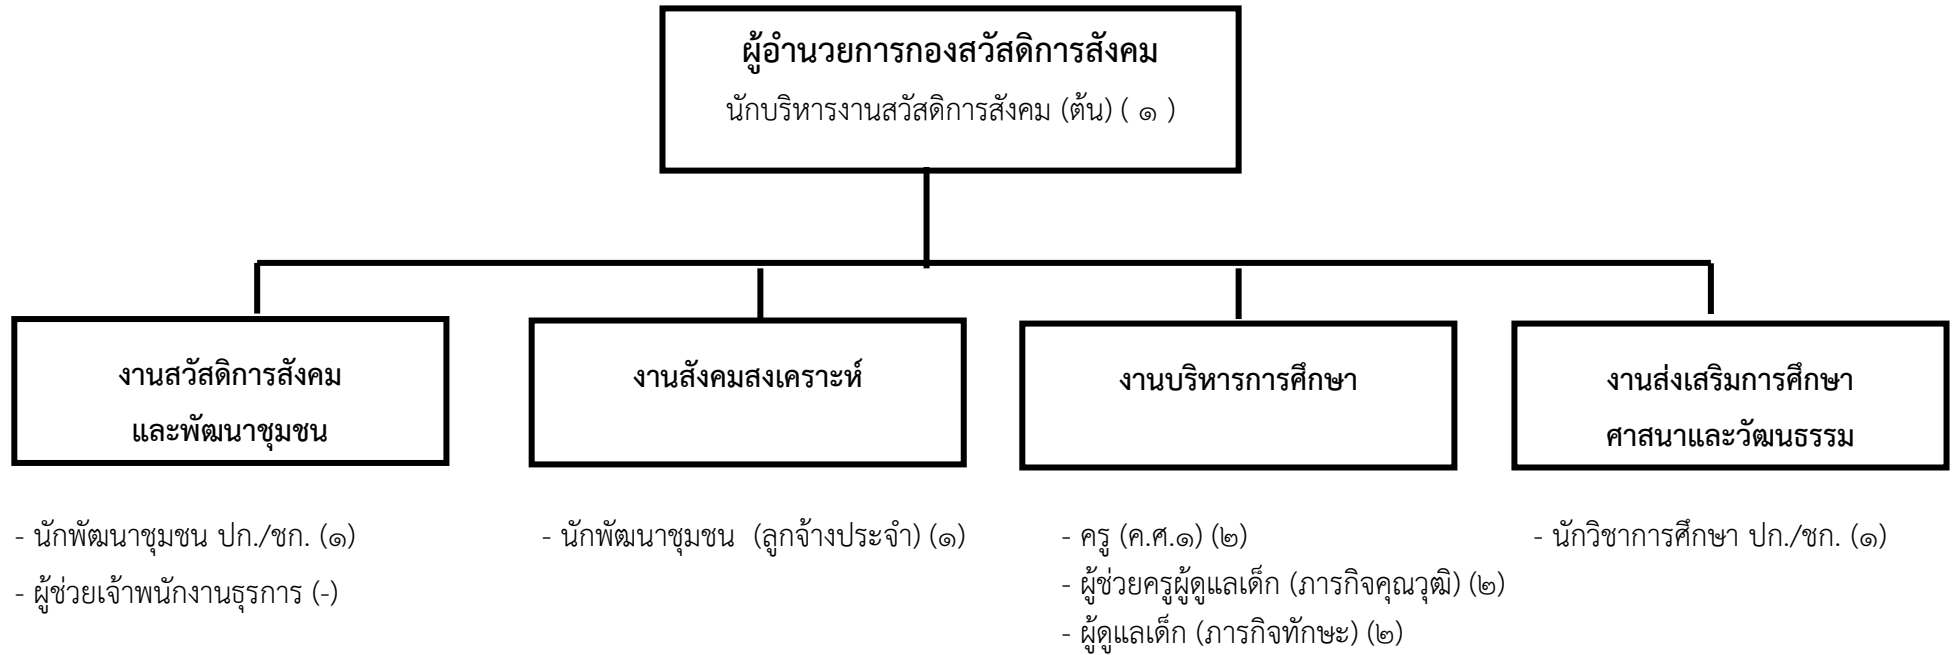 ผู้อำนวยการกองสวัสดิการสังคม
นักบริหารงานสวัสดิการสังคม (ต้น) ( ๑ )
งานสวัสดิการสังคม
และพัฒนาชุมชน
งานสังคมสงเคราะห์
งานบริหารการศึกษา
งานส่งเสริมการศึกษา
ศาสนาและวัฒนธรรม
- นักพัฒนาชุมชน ปก./ชก. (๑)
- ผู้ช่วยเจ้าพนักงานธุรการ (-)
- นักพัฒนาชุมชน (ลูกจ้างประจำ) (๑)
- ครู (ค.ศ.๑) (๒)
- ผู้ช่วยครูผู้ดูแลเด็ก (ภารกิจคุณวุฒิ) (๒)
- ผู้ดูแลเด็ก (ภารกิจทักษะ) (๒)
- นักวิชาการศึกษา ปก./ชก. (๑)